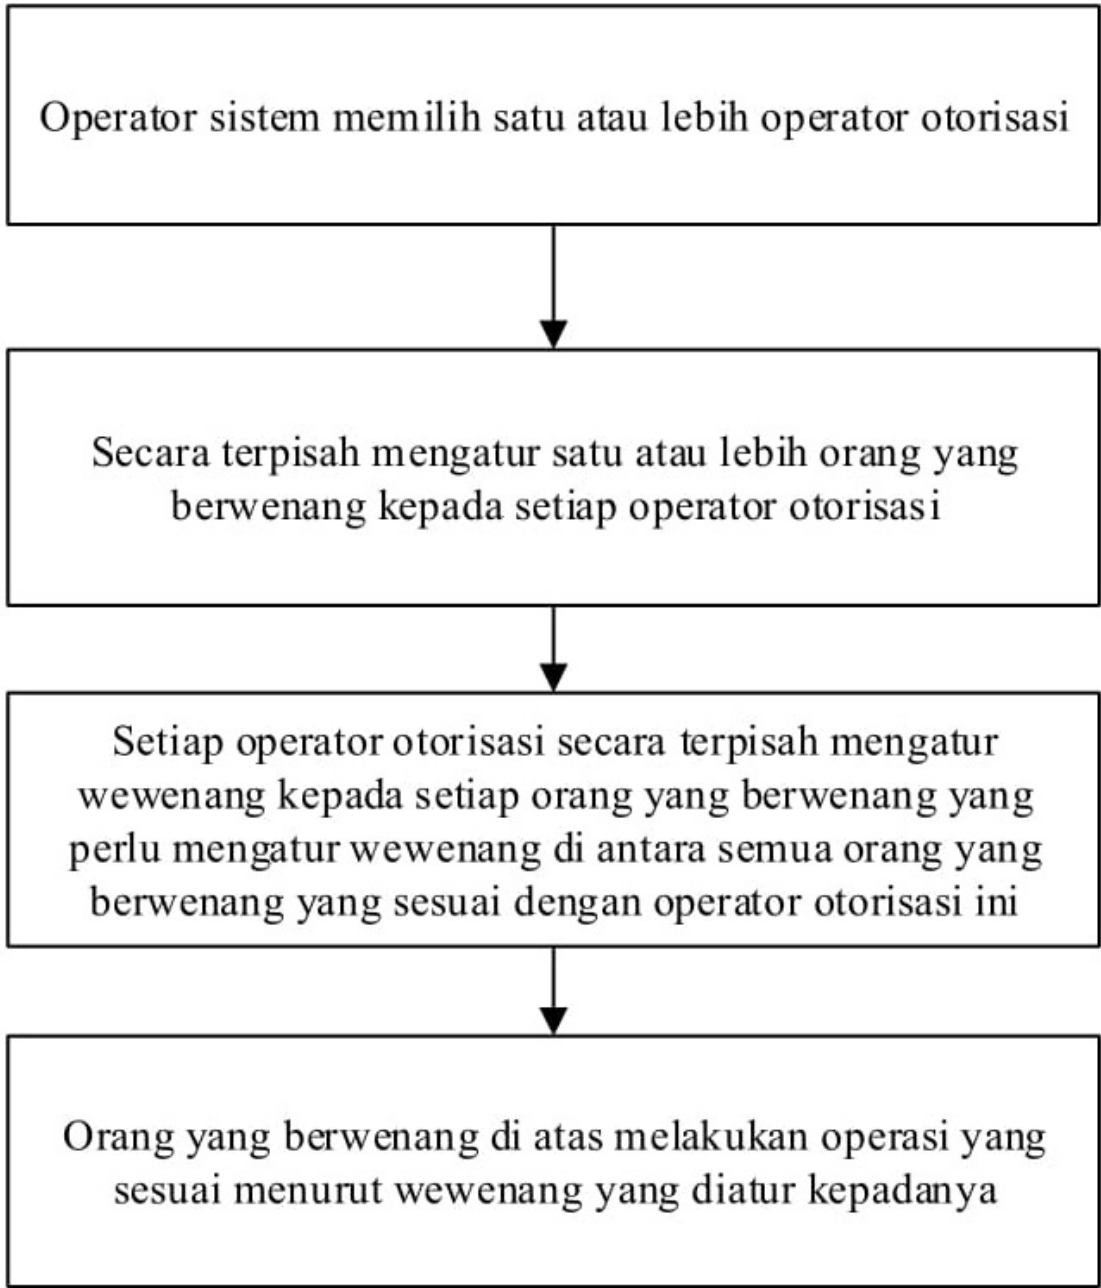 Operator sistem memilih satu atau lebih operator otorisasi
Secara terpisah mengatur satu atau lebih orang yang
berwenang kepada setiap operator otorisasi
Setiap operator otorisasi secara terpisah mengatur
wewenang kepada setiap orang yang berwenang yang
perlu mengatur wewenang di antara semua orang yang
berwenang yang sesuai dengan operator otorisasi ini
Orang yang berwenang di atas melakukan operasi yang
sesuai menurut wewenang yang diatur kepadanya